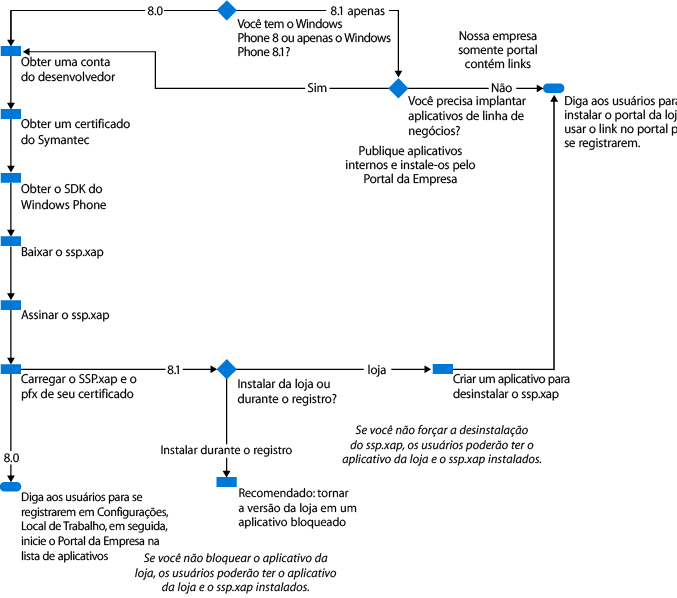 8.0
8.1 apenas
Você tem o Windows
Phone 8 ou apenas o Windows
Phone 8.1?
Nossa empresa
somente portal
contém links
Obter uma conta
do desenvolvedor
Sim
Não
Você precisa implantar
aplicativos de linha de
negócios?
Diga aos usuários para
instalar o portal da loj
usar o link no portal p
se registrarem.
Publique aplicativos
internos e instale-os pelo
Portal da Empresa
Obter um certificado
do Symantec
Obter o SDK do
Windows Phone
Baixar o ssp.xap
Assinar o ssp.xap
8.1
loja
Carregar o SSP.xap e o
pfx de seu certificado
Instalar da loja ou
durante o registro?
Criar um aplicativo para
desinstalar o ssp.xap
Se você não forçar a desinstalação
do ssp.xap, os usuários poderão ter o
aplicativo da loja e o ssp.xap instalados.
Instalar durante o registro
8.0
Diga aos usuários para se
registrarem em Configurações,
Local de Trabalho, em seguida,
inicie o Portal da Empresa na
lista de aplicativos
Recomendado: tornar
a versão da loja em um
aplicativo bloqueado
Se você não bloquear o aplicativo da
loja, os usuários poderão ter o aplicativo
da loja e o ssp.xap instalados.